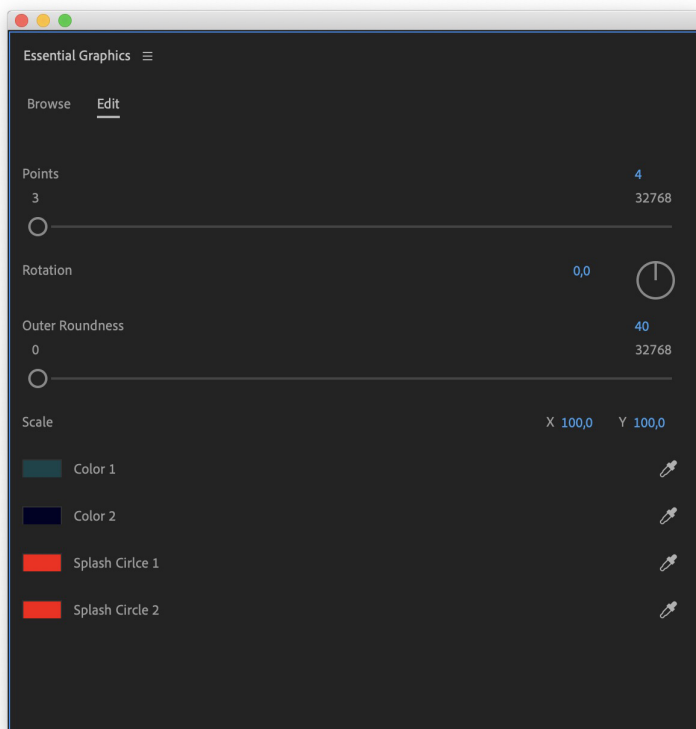 Essential Graphics
Browse Edit
Points 4
3 32768
Rotation 0,0
Outer Roundness 40
0 32768
Scale X 100,0 Y 100,0
Color 1
Color 2
Splash Cirlce 1
Splash Circle 2